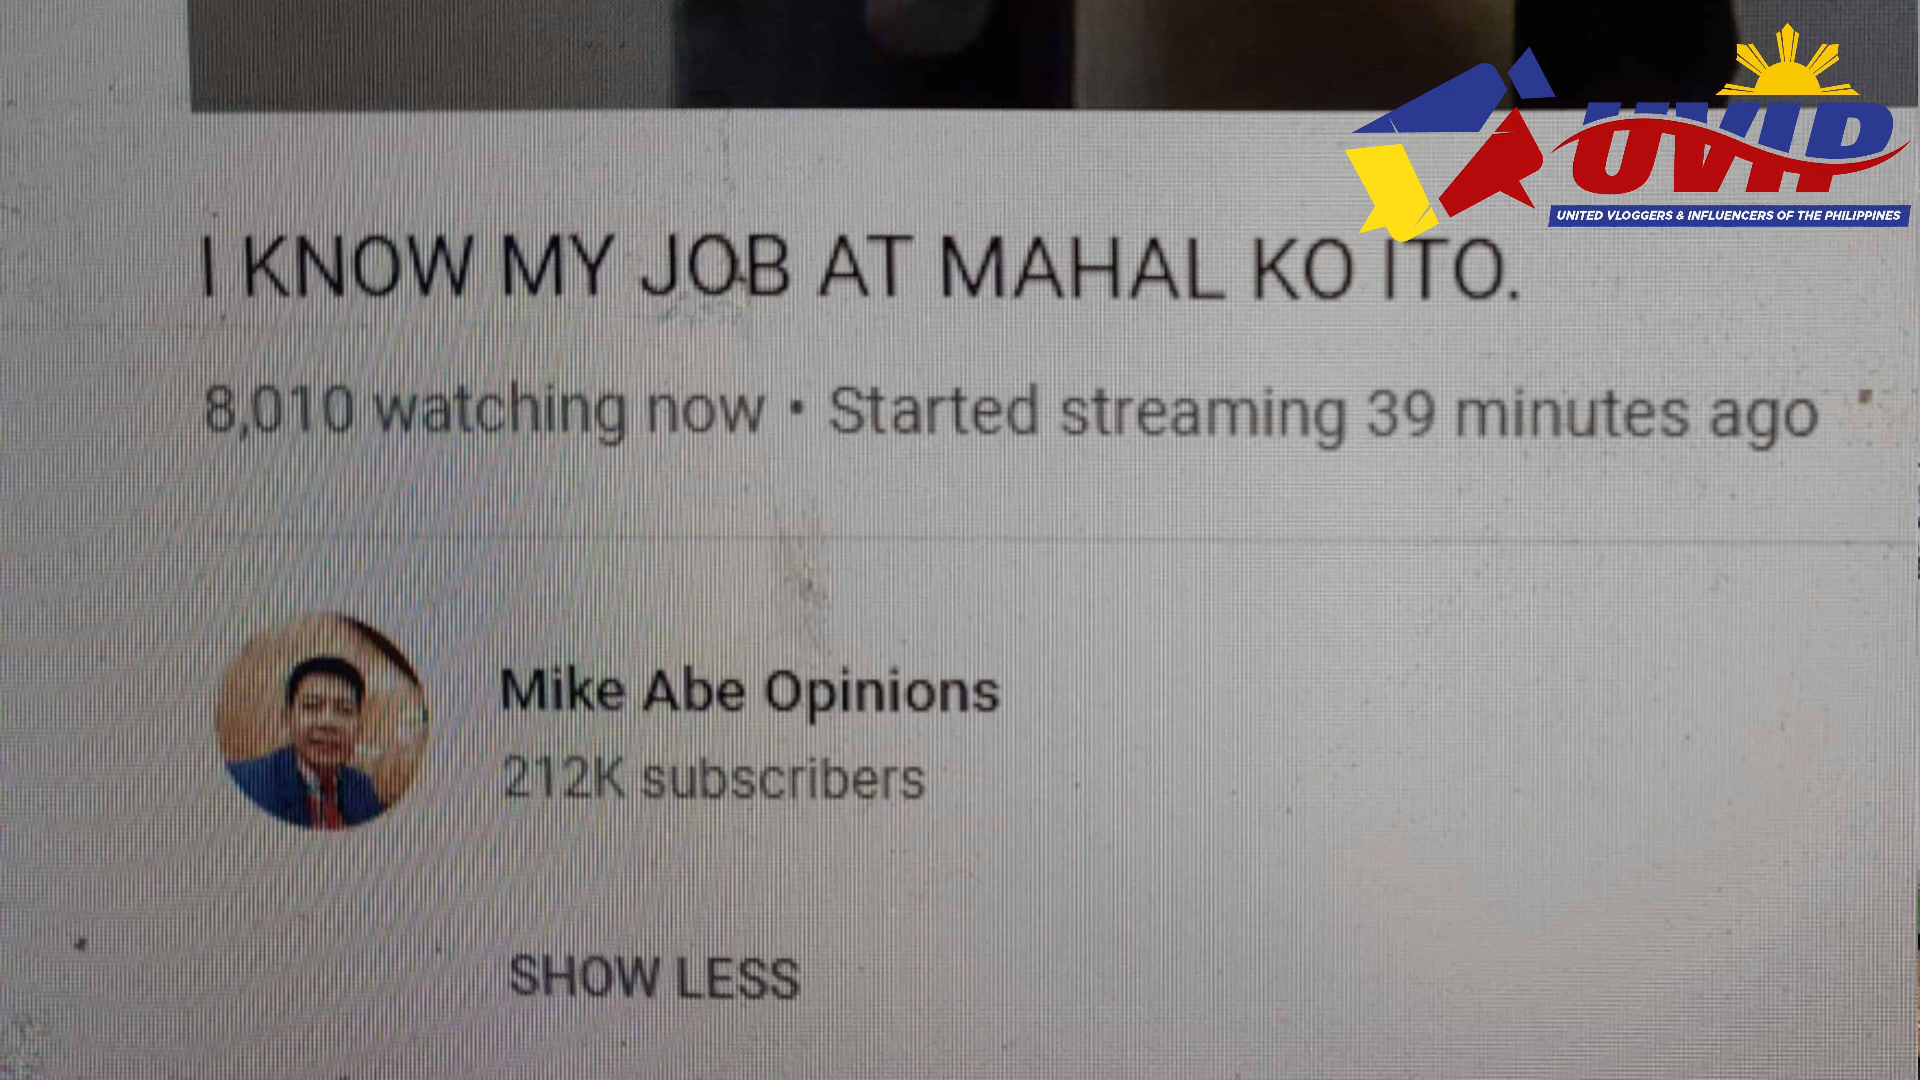 UVIP
UNITED VLOGGERS & INFLUENCERS OF THE PHILIPPINES
I KNOW MY JOB AT MAHAL KO ITO.
8,010 watching now • Started streaming 39 minutes ago
Mike Abe Opinions
212K subscribers
SHOW LESS